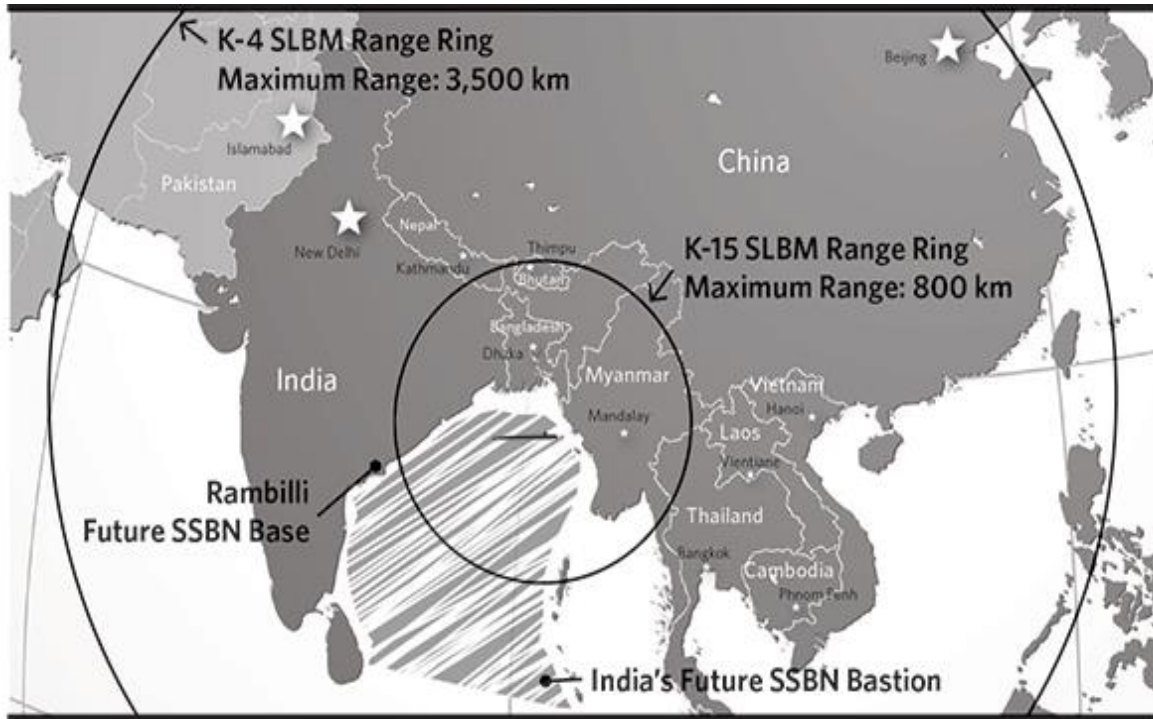 K-4 SLBM Range Ring
Maximum Range: 3,500 km
Beijing
Islamabad
Pakistan
China
New Delhi
Nepal
Kathmandu
Thimpu
Bhutan
K-15 SLBM Range Ring
Maximum Range: 800 km
Bangladesh
Dhaka
India
Myanmar
Mandalay
Vietnam
Hanoi
Laos
Vientiane
Rambilli
Future SSBN Base
Thailand
Bangkok
Cambodia
Phnom Penh
India's Future SSBN Bastion